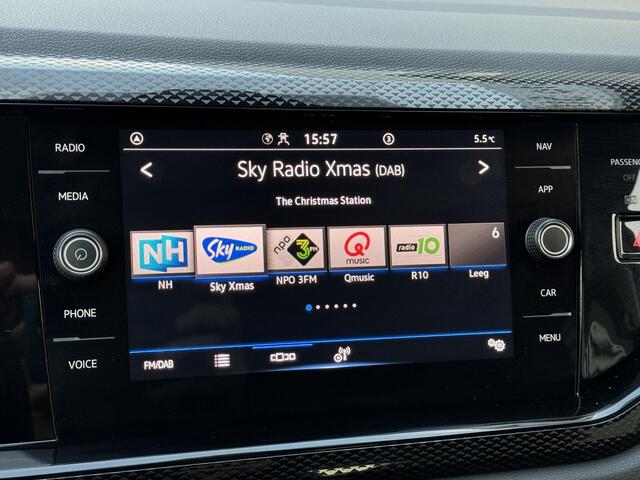 RADIO
MEDIA
PHONE
VOICE
15:57
3
5.5°C
< Sky Radio Xmas (DAB) >
The Christmas Station
NH
Sky RADIO
npo 3FM
Q MUSIC
radio 10
6
NH
Sky Xmas
NPO 3FM
Qmusic
R10
Leeg
FM/DAB
NAV
APP
CAR
MENU
PASSENG
OFF
ON